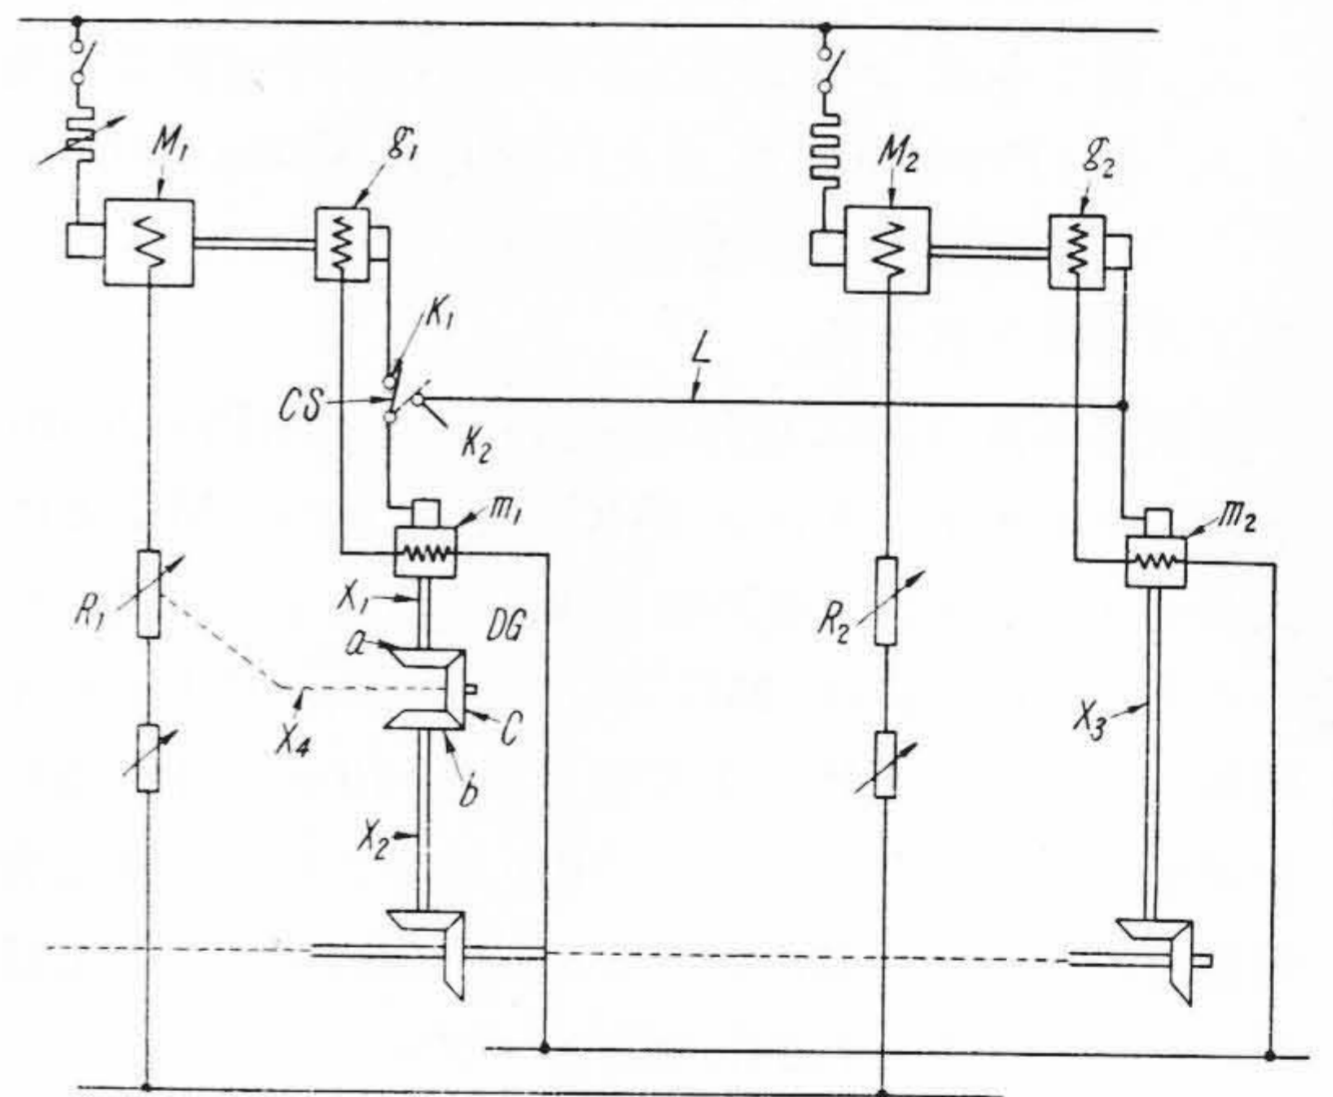 M₁
g₁
M₂
g₂
K₁
L
CS
K₂
m₁
m₂
X₁
R₁
DG
R₂
a
X₃
X₄
C
b
X₂